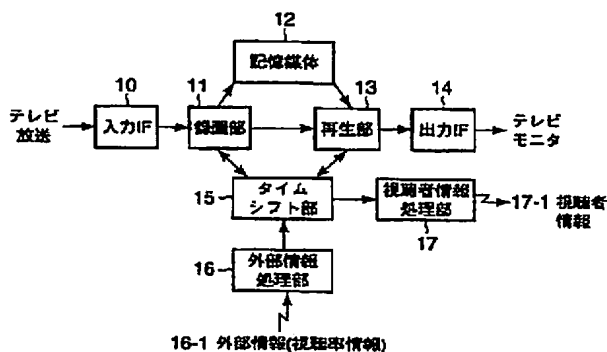 12
記憶媒体
10
11
13
14
テレビ
放送
入力IF
録画部
再生部
出力IF
テレビ
モニタ
15
タイム
シフト部
視聴者情報
処理部
17-1 視聴者
情報
17
16
外部情報
処理部
16-1 外部情報(視聴率情報)